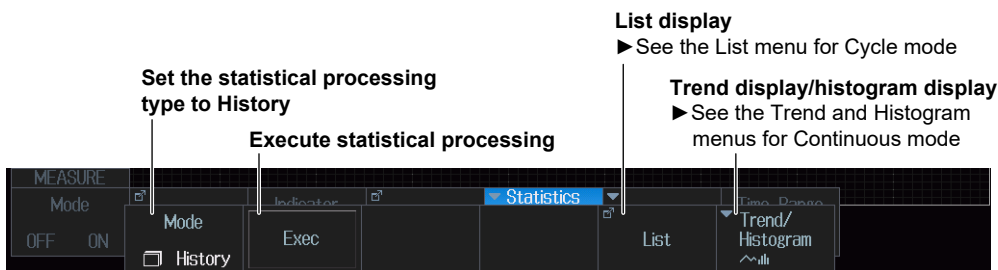 List display
►See the List menu for Cycle mode
Set the statistical processing
type to History
Trend display/histogram display
►See the Trend and Histogram
menus for Continuous mode
Execute statistical processing
MEASURE
Mode
OFF ON
Indicator
Statistics
Time Range
Mode
History
Exec
List
Trend/
Histogram